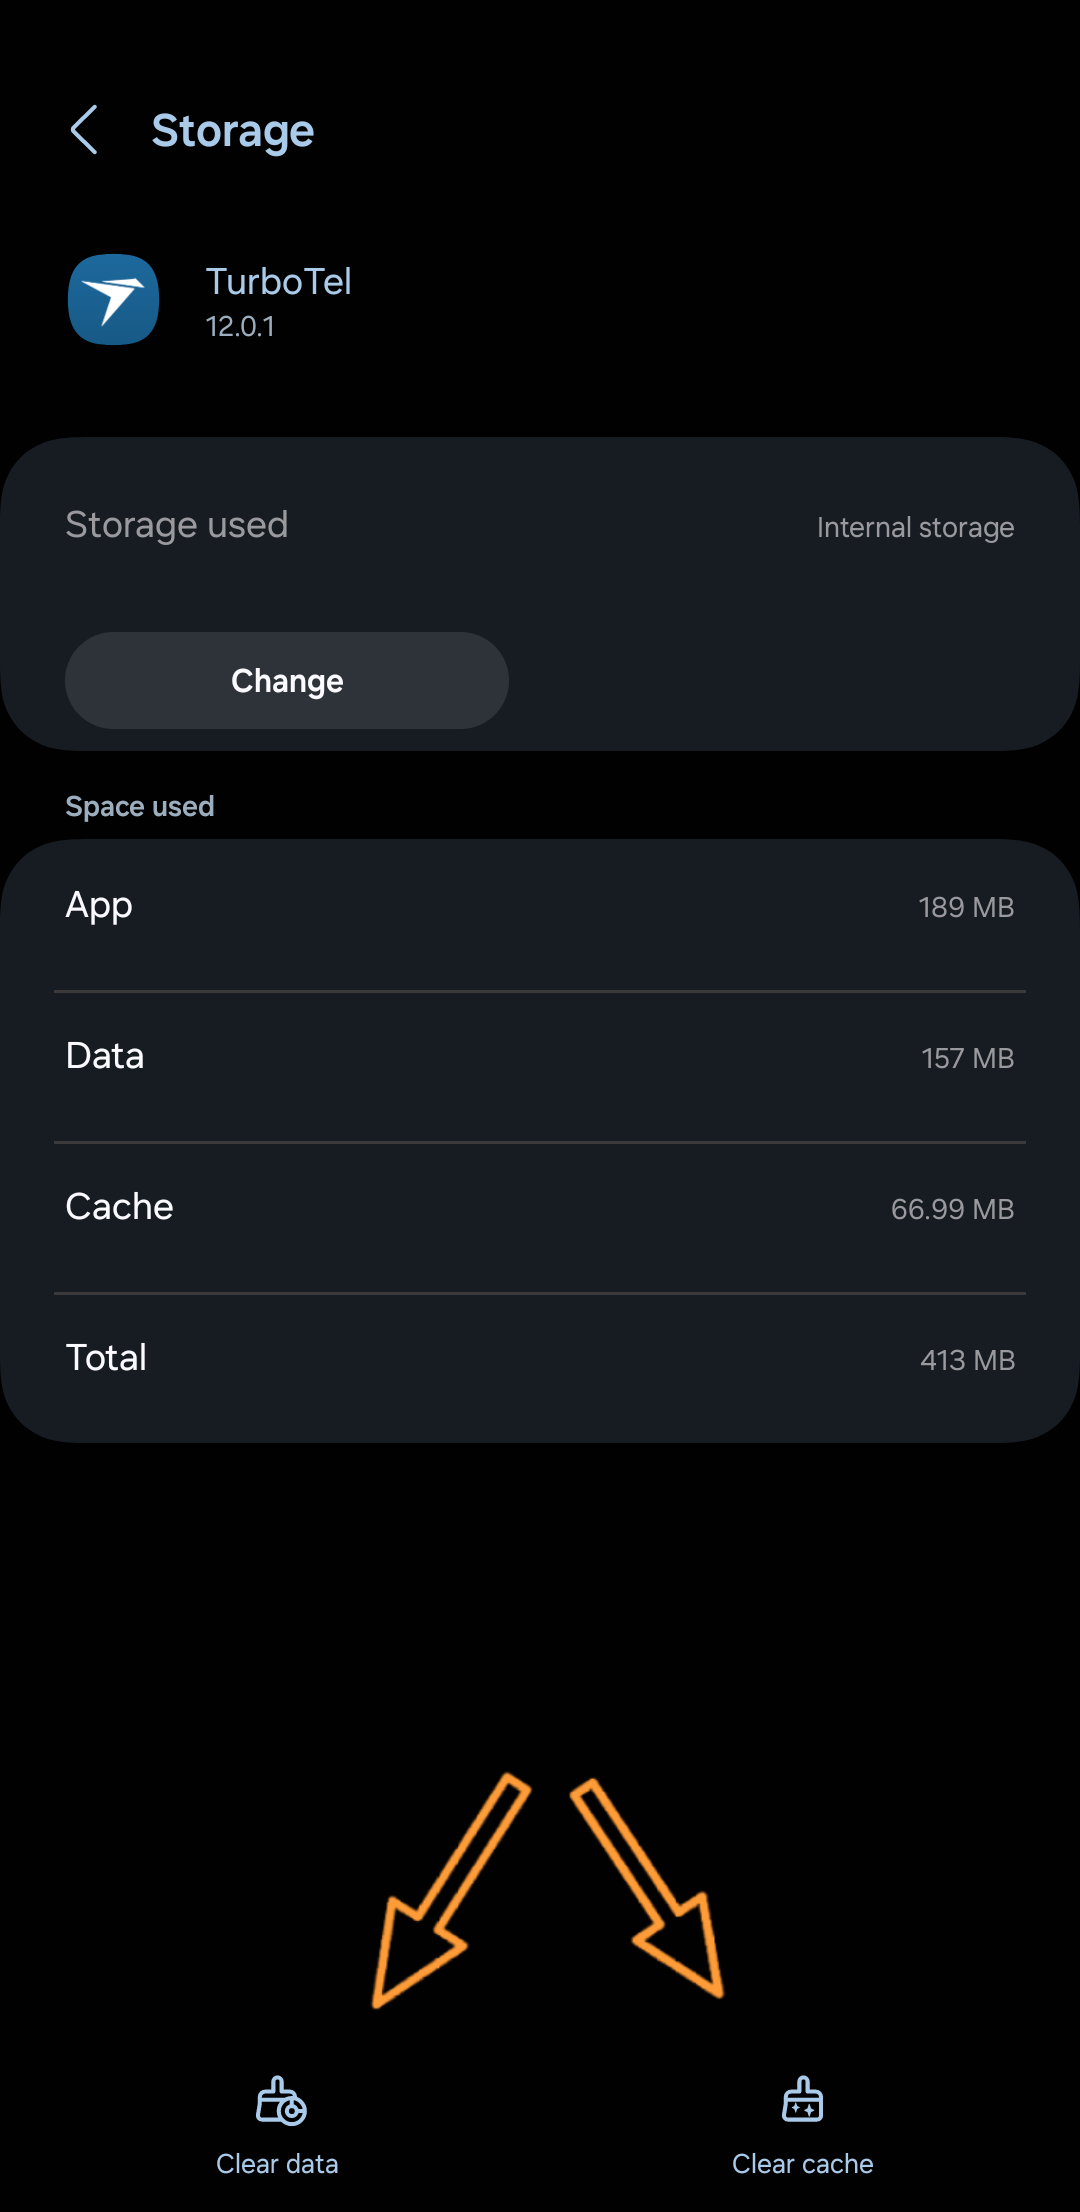 Storage
TurboTel
12.0.1
Storage used
Internal storage
Change
Space used
App
189 MB
Data
157 MB
Cache
66.99 MB
Total
413 MB
Clear data
Clear cache